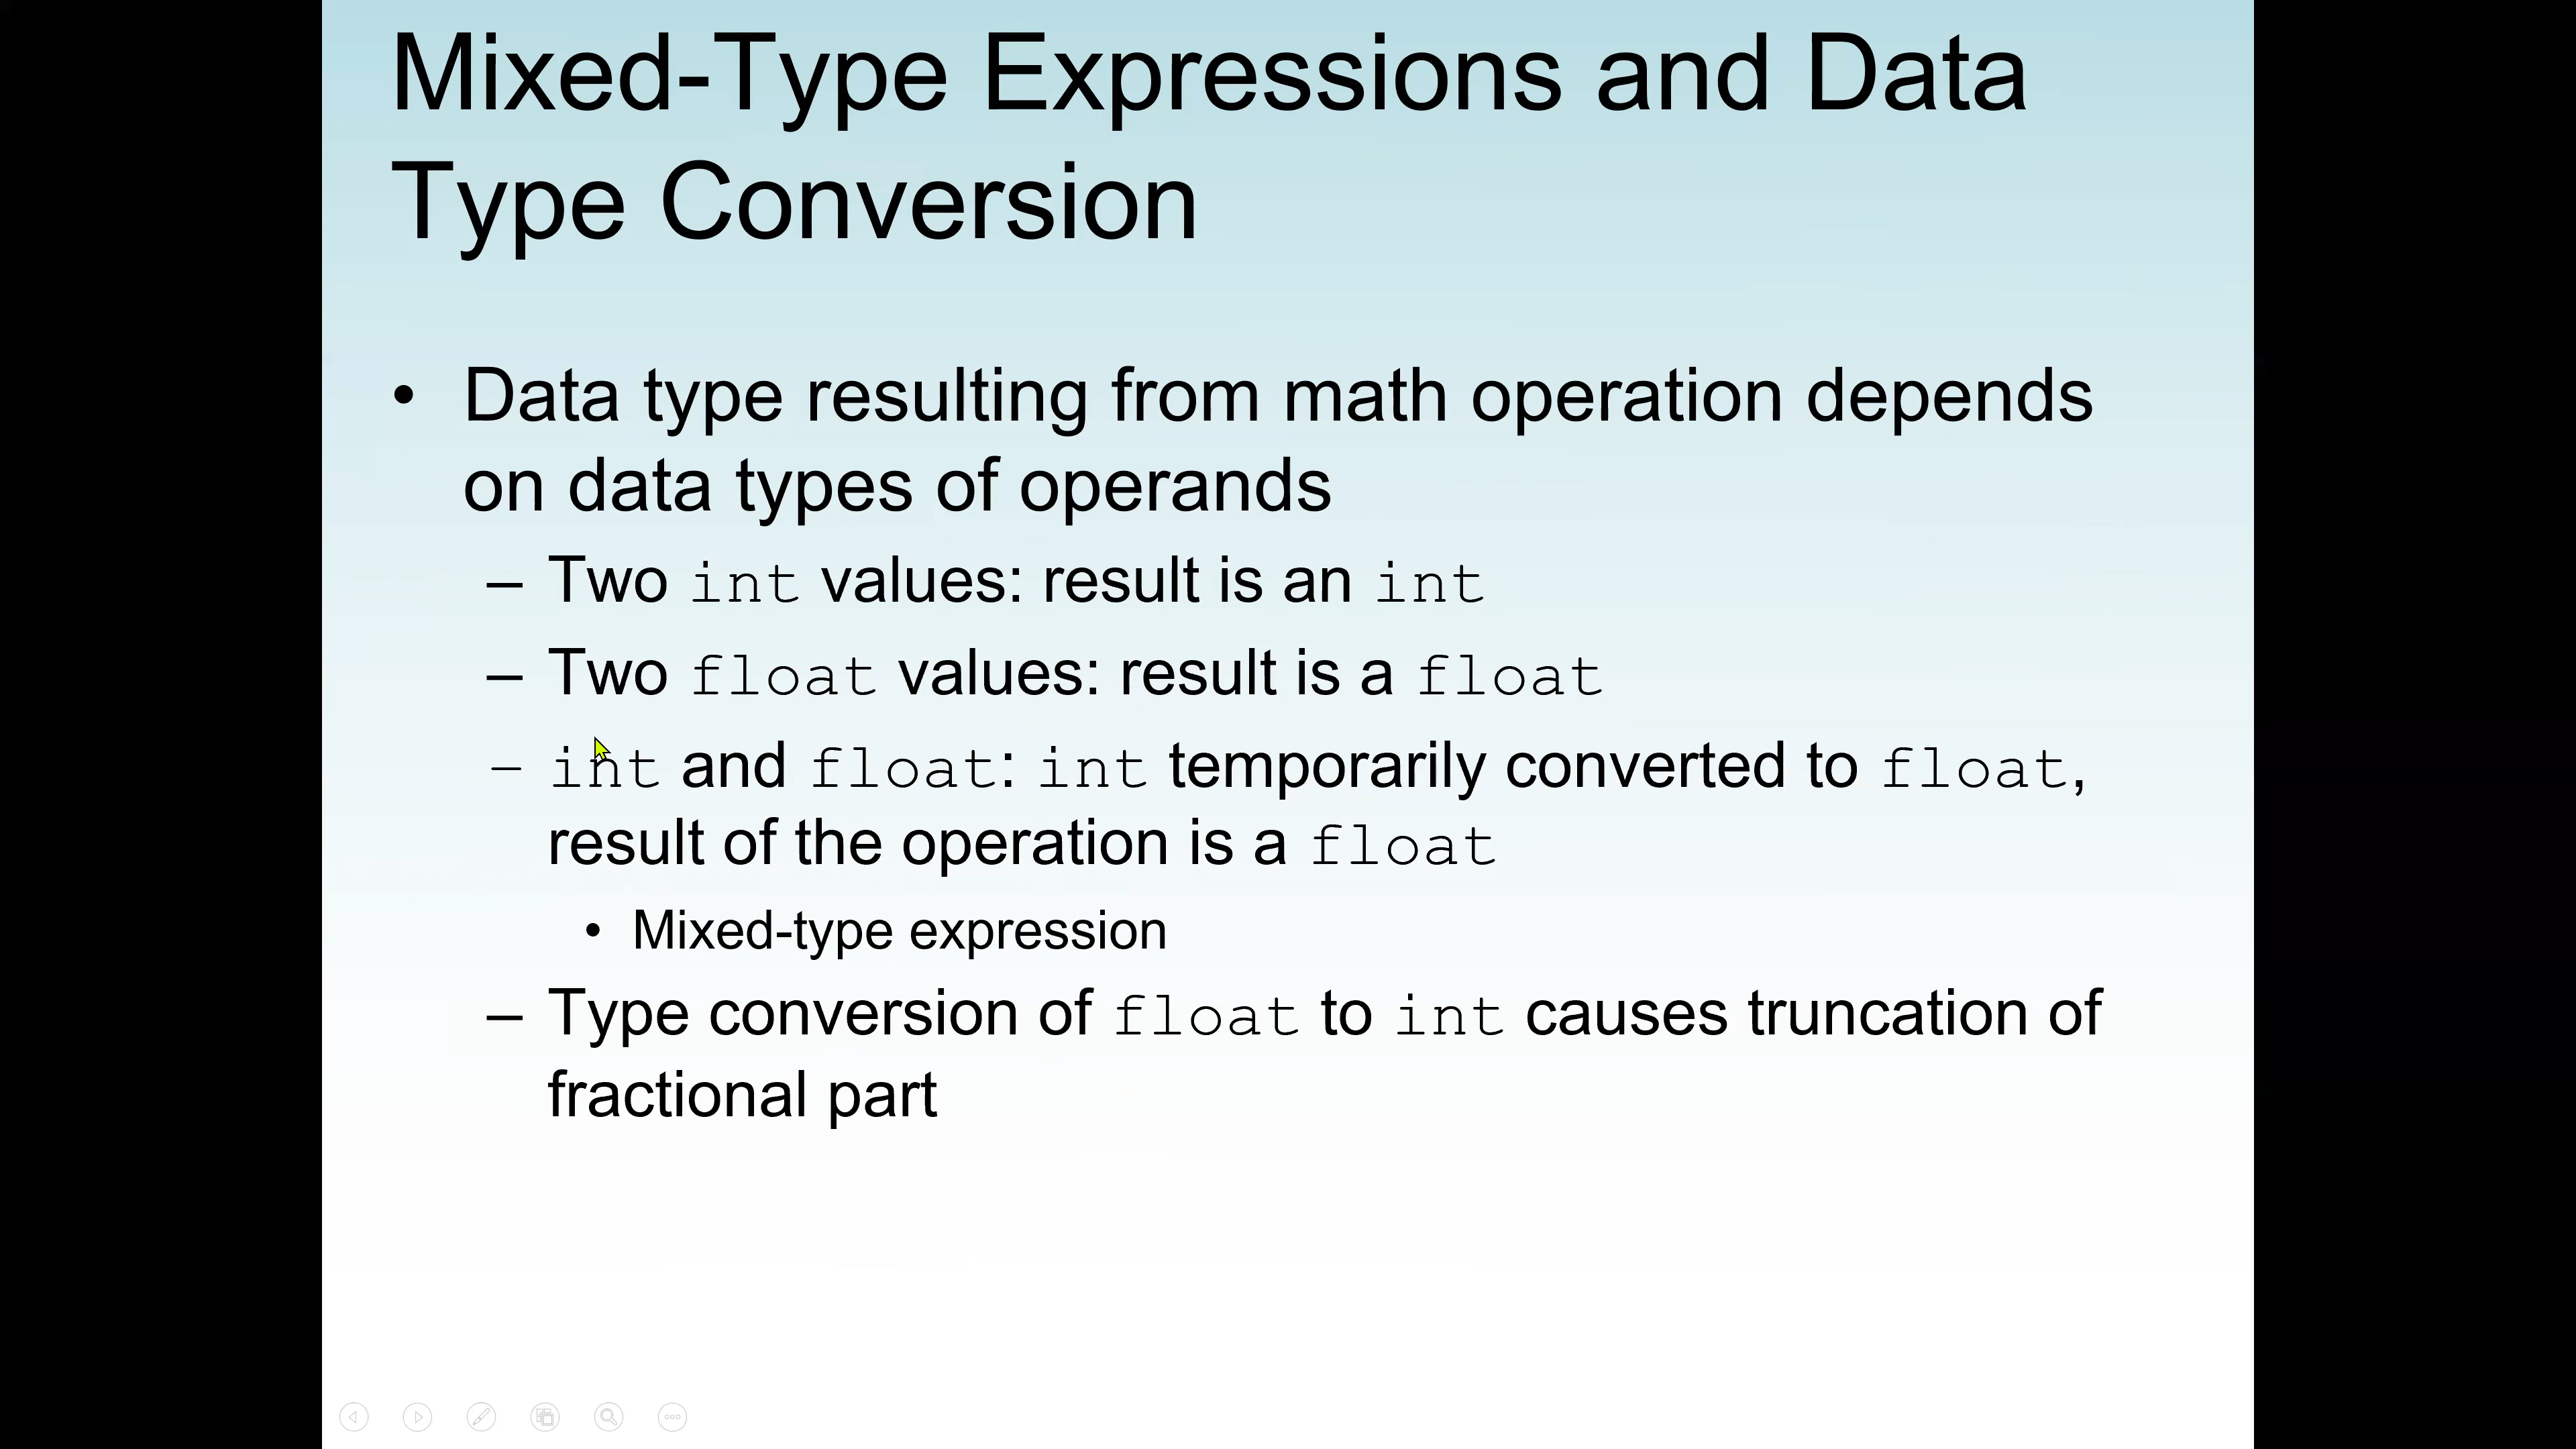 Mixed-Type Expressions and Data
Type Conversion
• Data type resulting from math operation depends
on data types of operands
– Two int values: result is an int
– Two float values: result is a float
– int and float: int temporarily converted to float,
result of the operation is a float
• Mixed-type expression
– Type conversion of float to int causes truncation of
fractional part